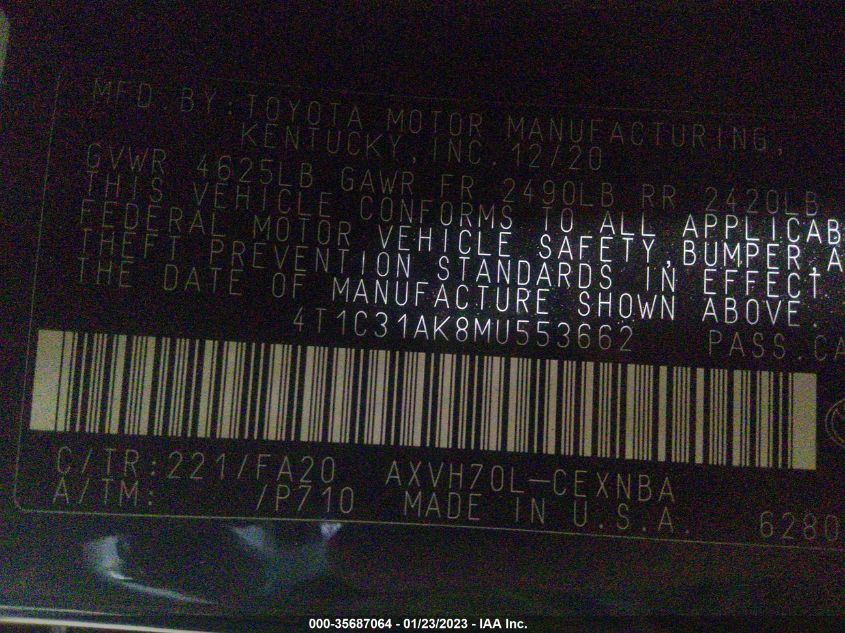 MFD.BY:TOYOTA MOTOR MANUFACTURING,
KENTUCKY,INC.12/20
GVWR 4625LB GAWR FR 2490LB RR 2420LB
THIS VEHICLE CONFORMS TO ALL APPLICAB
FEDERAL MOTOR VEHICLE SAFETY,BUMPER,A
THEFT PREVENTION STANDARDS IN EFFECT
THE DATE OF MANUFACTURE SHOWN ABOVE.
4T1C31AK8MU553662 PASS.CA
C/TR:221/FA20 AXVH70L-CEXNBA
A/TM: /P710 MADE IN U.S.A. 6280
000-35687064 - 01/23/2023 - IAA Inc.